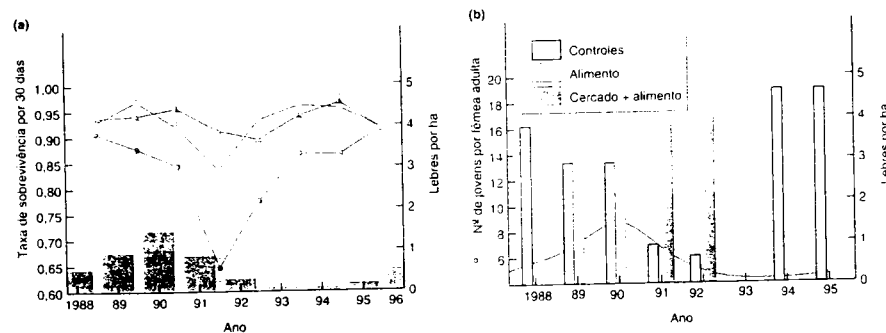 (a)
Taxa de sobrevivência por 30 dias
1,00
0,95
0,90
0,85
0,80
0,75
0,70
0,65
0,60
5
4
3
2
1
0
Lebres por ha
1988 89 90 91 92 93 94 95 96
Ano
(b)
Nº de jovens por fêmea adulta
20
18
16
14
12
10
8
6
Controles
Alimento
Cercado + alimento
5
4
3
2
1
0
Lebres por ha
1988 89 90 91 92 93 94 95
Ano